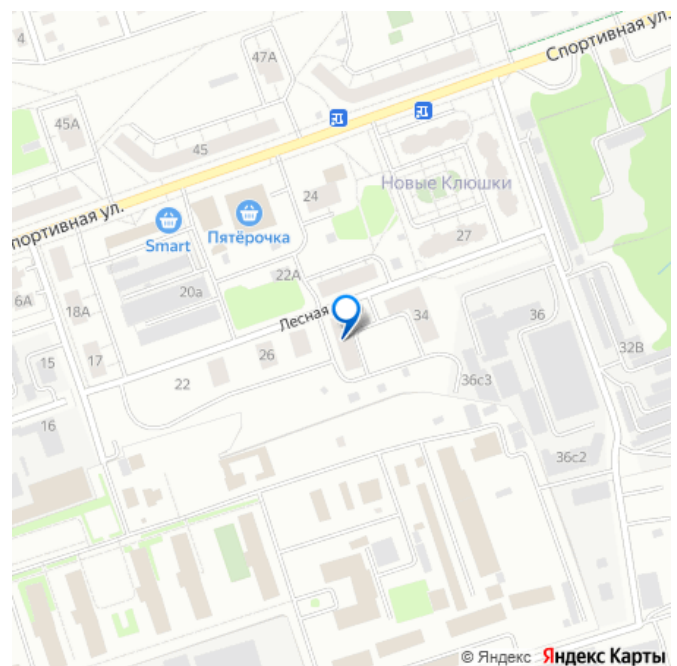 4
47А
Спортивная ул.
45А
45
Новые Клюшки
24
портивная ул.
Smart
Пятёрочка
27
22А
6А
18А
20а
Лесная
34
36
15
17
22
26
32В
36с3
16
36с2
© Яндекс Яндекс Карты